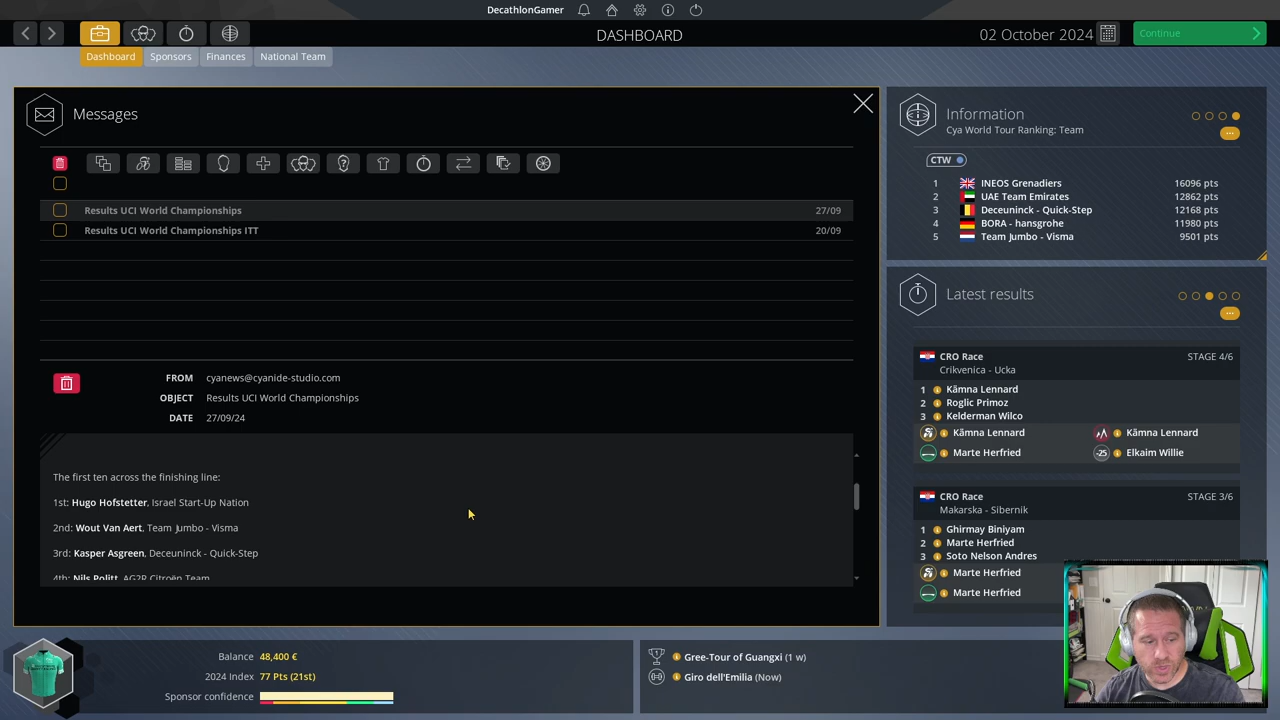 DecathlonGamer
DASHBOARD
02 October 2024
Continue
Dashboard
Sponsors
Finances
National Team
Messages
Results UCI World Championships
27/09
Results UCI World Championships ITT
20/09
FROM cyanews@cyanide-studio.com
OBJECT Results UCI World Championships
DATE 27/09/24
The first ten across the finishing line:
1st: Hugo Hofstetter, Israel Start-Up Nation
2nd: Wout Van Aert, Team Jumbo - Visma
3rd: Kasper Asgreen, Deceuninck - Quick-Step
4th: Nils Politt, AG2R Citroën Team
Information
Cya World Tour Ranking: Team
CTW
1 INEOS Grenadiers 16096 pts
2 UAE Team Emirates 12862 pts
3 Deceuninck - Quick-Step 12168 pts
4 BORA - hansgrohe 11980 pts
5 Team Jumbo - Visma 9501 pts
Latest results
CRO Race STAGE 4/6
Crikvenica - Ucka
1 Kämna Lennard
2 Roglic Primoz
3 Kelderman Wilco
Kämna Lennard
Kämna Lennard
Marte Herfried
-25 Elkaim Willie
CRO Race STAGE 3/6
Makarska - Sibernik
1 Ghirmay Biniyam
2 Marte Herfried
3 Soto Nelson Andres
Marte Herfried
Marte Herfried
Balance 48,400 €
2024 Index 77 Pts (21st)
Sponsor confidence
Gree-Tour of Guangxi (1 w)
Giro dell'Emilia (Now)